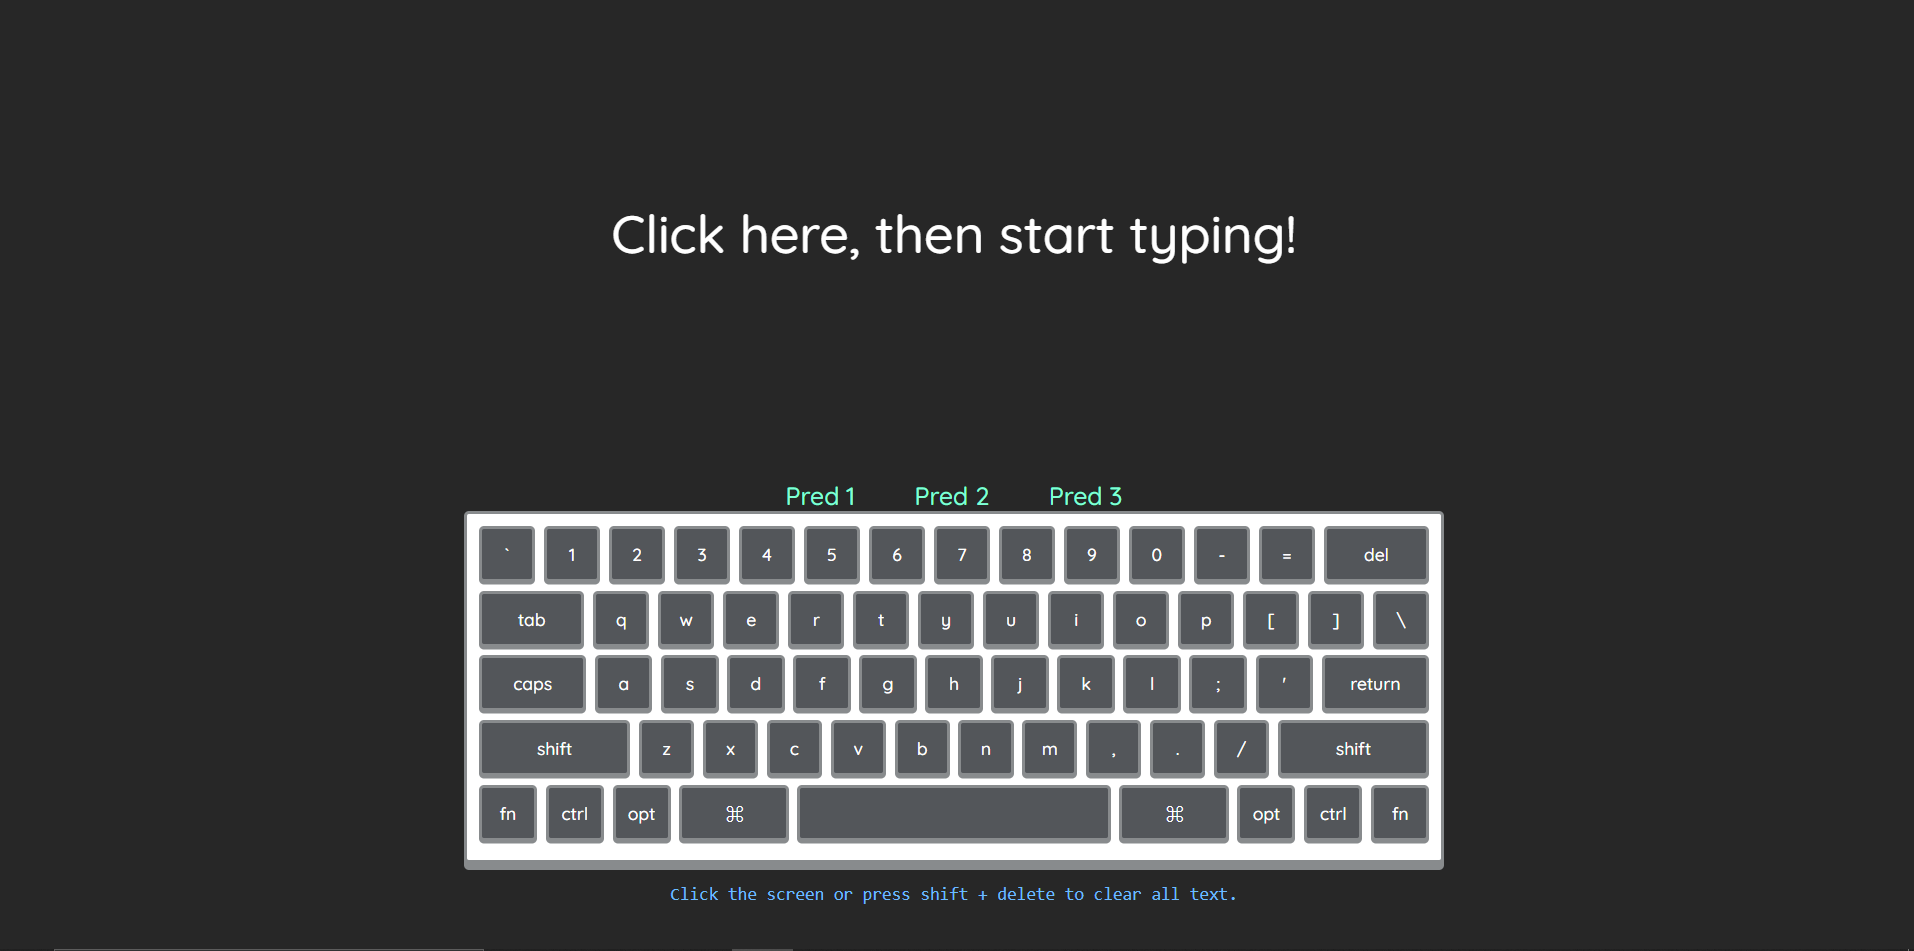 Click here, then start typing!
Pred 1 Pred 2 Pred 3
` 1 2 3 4 5 6 7 8 9 0 - = del
tab q w e r t y u i o p [ ] \
caps a s d f g h j k l ; ' return
shift z x c v b n m , . / shift
fn ctrl opt ⌘ ⌘ opt ctrl fn
Click the screen or press shift + delete to clear all text.